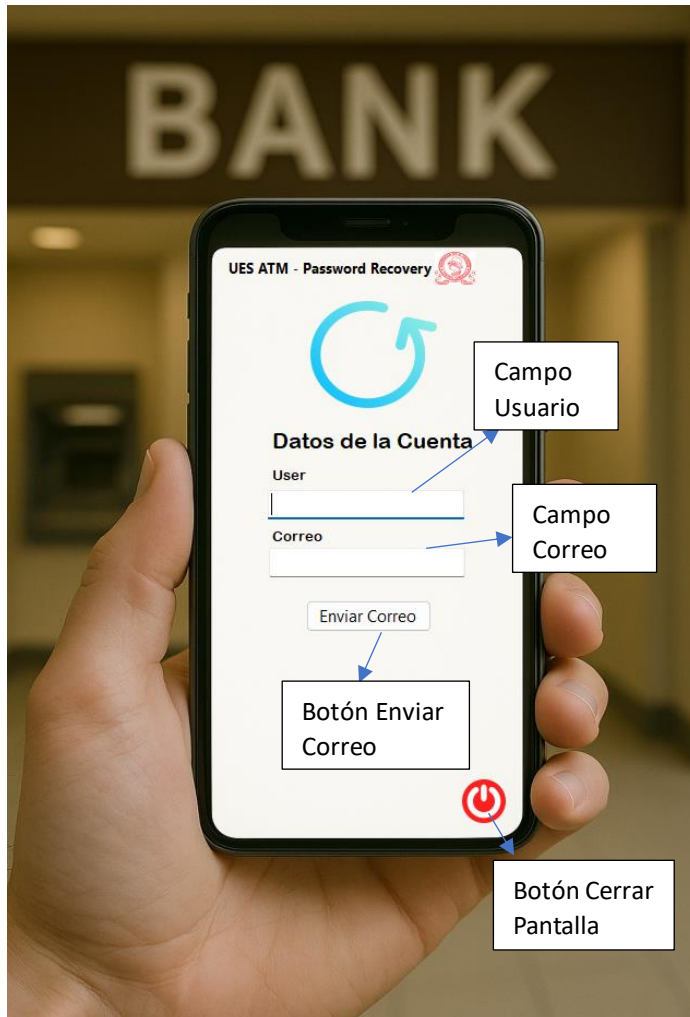 BANK
UES ATM - Password Recovery
Campo
Usuario
Datos de la Cuenta
User
Campo
Correo
Correo
Enviar Correo
Botón Enviar
Correo
Botón Cerrar
Pantalla